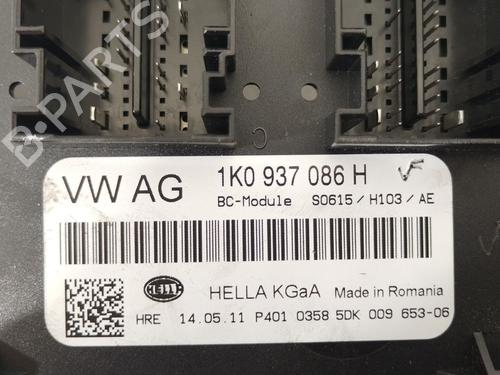 B-PARTS
C
VW AG
1K0 937 086 H
BC-Module S0615 / H103 / AE
HELLA
HELLA KGaA Made in Romania
HRE 14.05.11 P401 0358 5DK 009 653-06